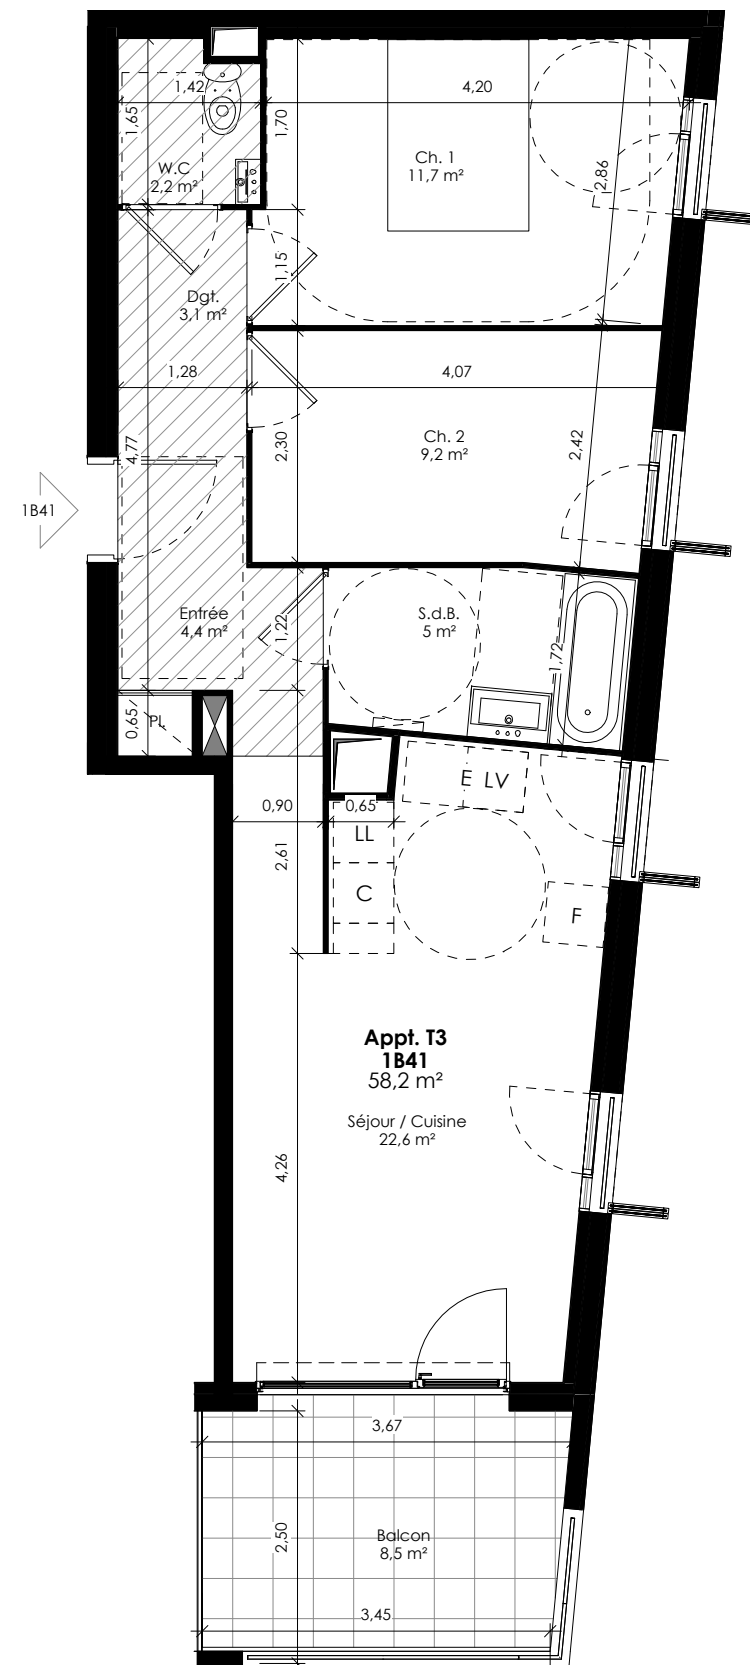 1,42
4,20
1,65
1,70
Ch. 1
11,7 m²
2,86
W.C
2,2 m²
1,15
Dgt.
3,1 m²
1,28
4,07
4,77
2,30
Ch. 2
9,2 m²
2,42
1B41
Entrée
4,4 m²
1,22
S.d.B.
5 m²
1,72
0,65
PL
E LV
0,90
0,65
LL
2,61
C
F
Appt. T3
1B41
58,2 m²
Séjour / Cuisine
22,6 m²
4,26
3,67
2,50
Balcon
8,5 m²
3,45